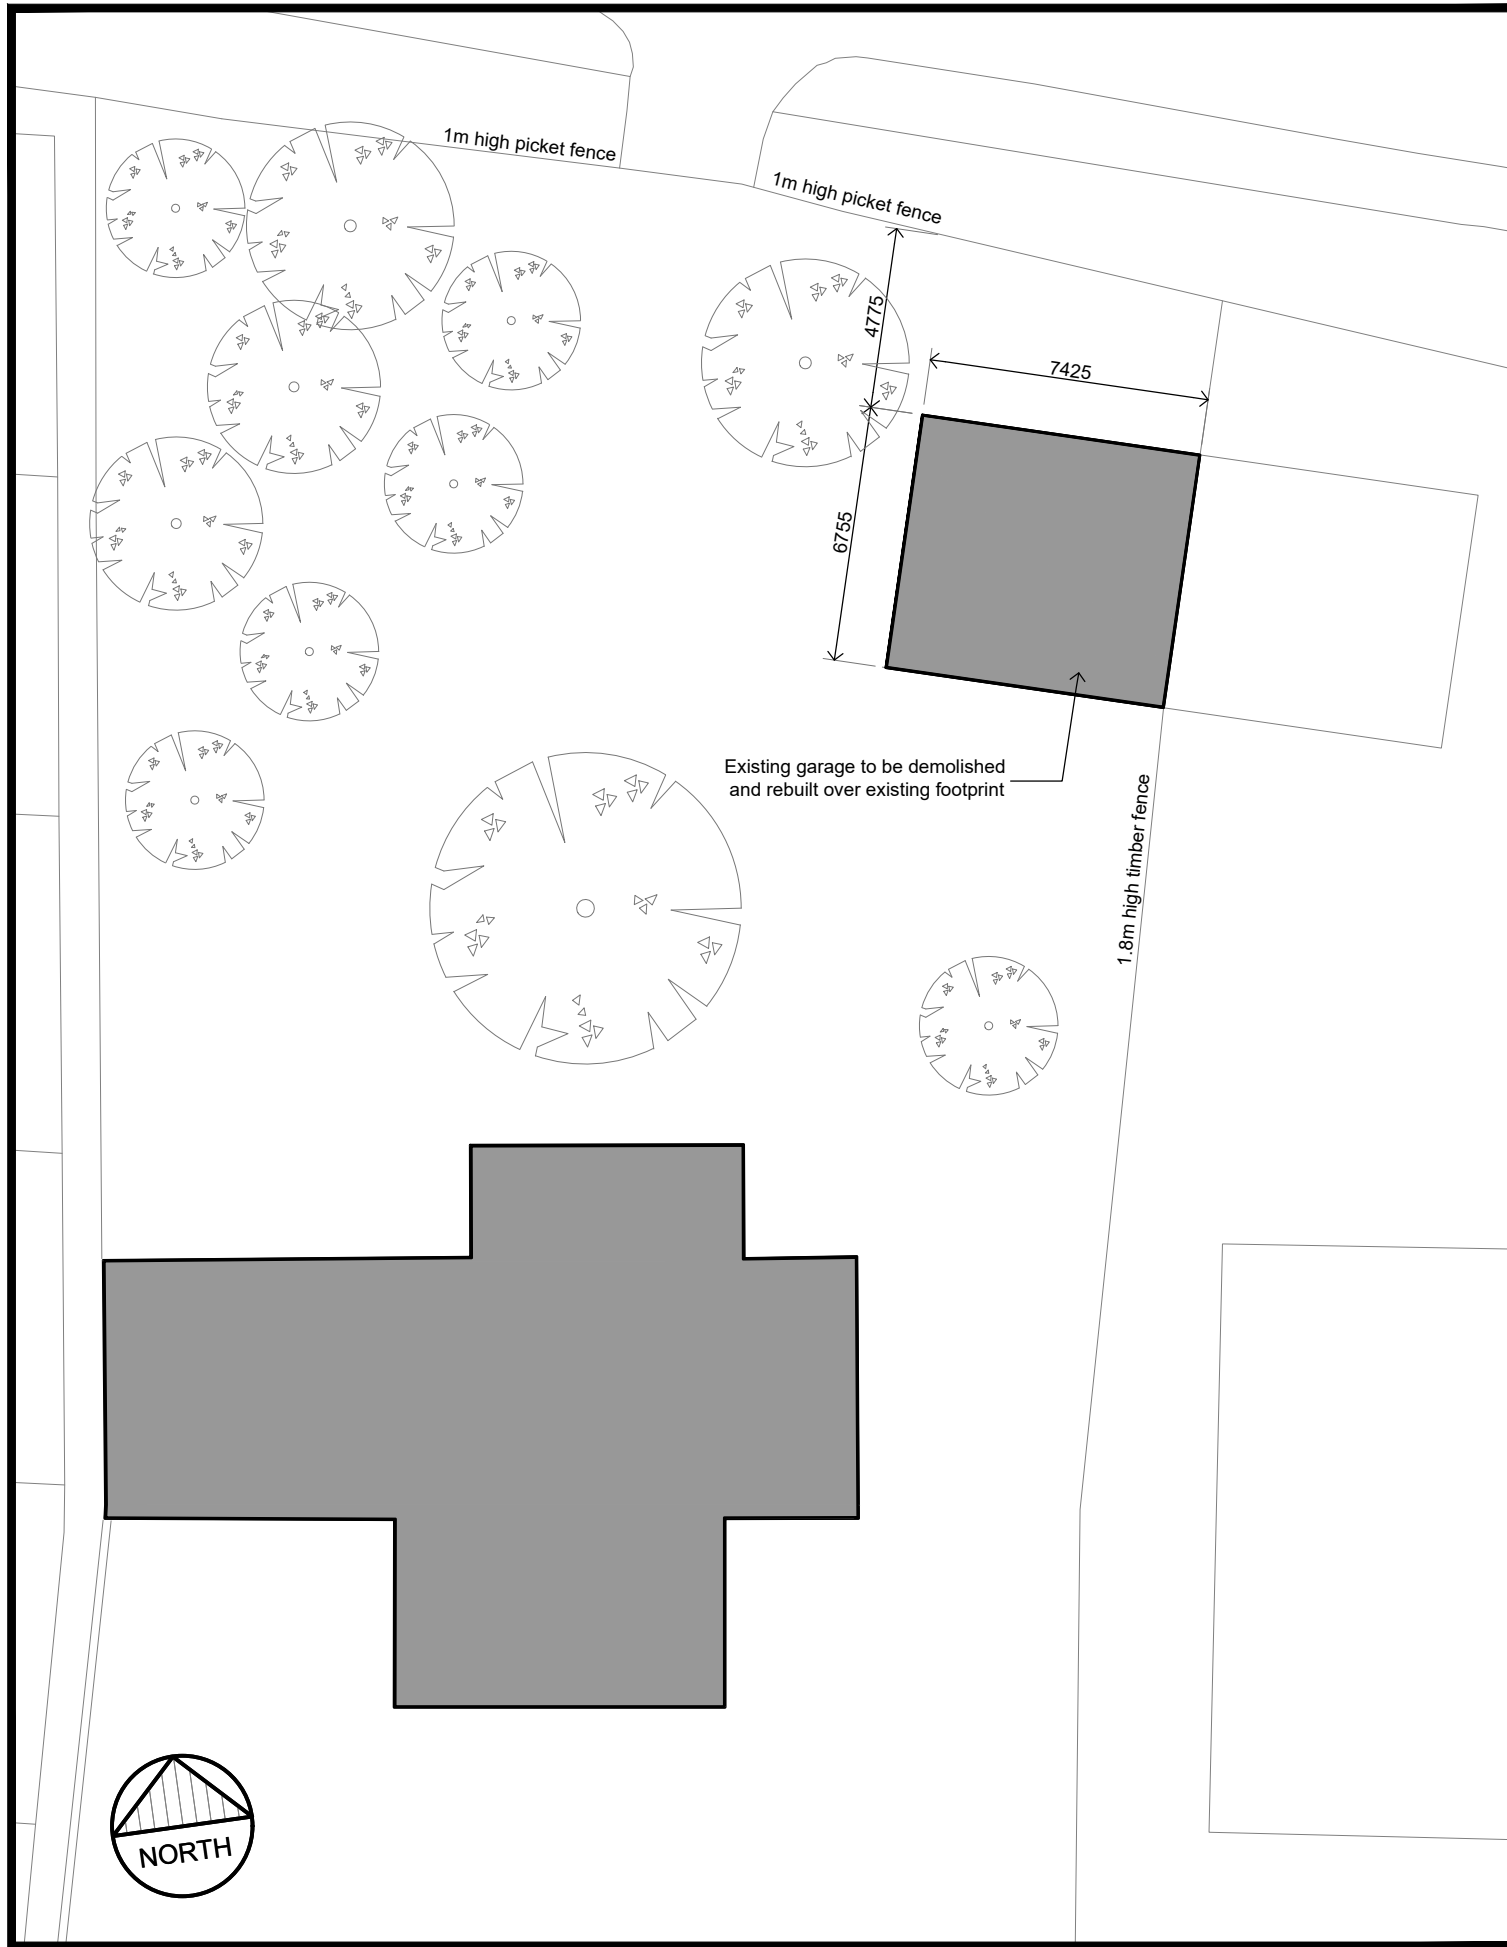 1m high picket fence
1m high picket fence
4775
7425
6755
Existing garage to be demolished
and rebuilt over existing footprint
1.8m high timber fence
NORTH